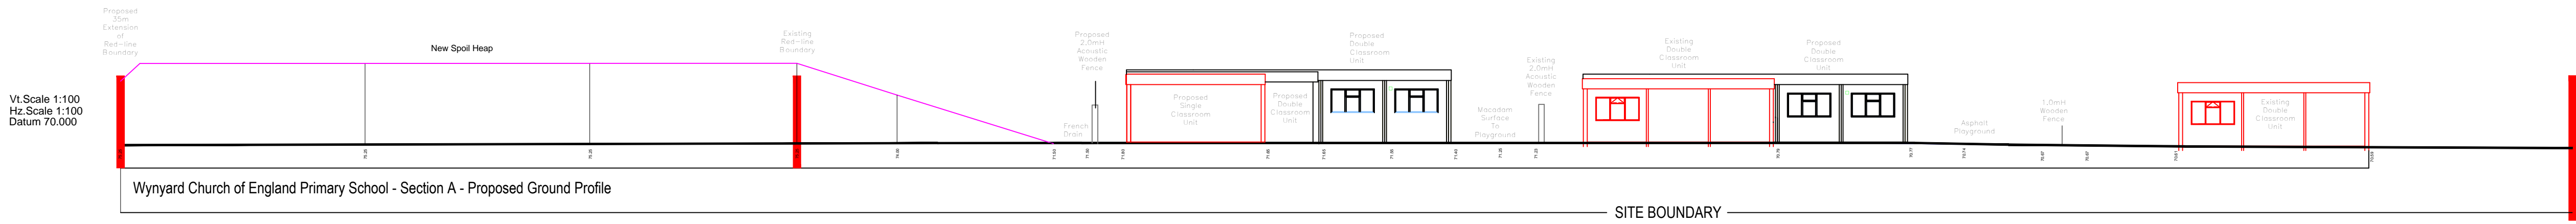 Proposed
35m
Extension
of
Red-line
Boundary
New Spoil Heap
Existing
Red-line
Boundary
Proposed
2.0mH
Acoustic
Wooden
Fence
Proposed
Double
Classroom
Unit
Existing
2.0mH
Acoustic
Wooden
Fence
Existing
Double
Classroom
Unit
Proposed
Double
Classroom
Unit
Vt.Scale 1:100
Hz.Scale 1:100
Datum 70.000
French
Drain
Proposed
Single
Classroom
Unit
Proposed
Double
Classroom
Unit
Macadam
Surface
To
Playground
Asphalt
Playground
1.0mH
Wooden
Fence
Existing
Double
Classroom
Unit
Wynyard Church of England Primary School - Section A - Proposed Ground Profile
SITE BOUNDARY